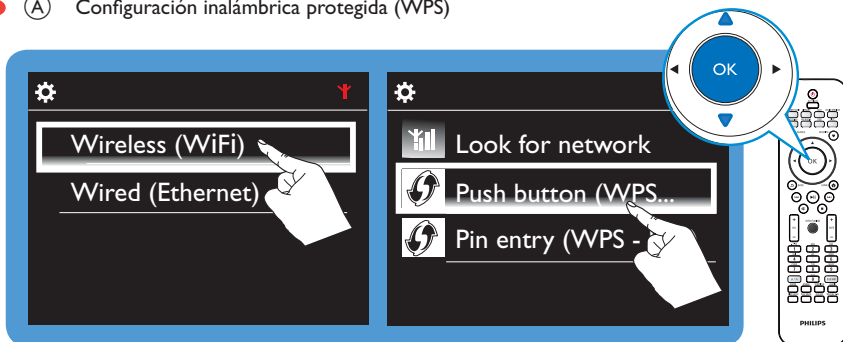 Ⓐ Configuración inalámbrica protegida (WPS)
Wireless (WiFi)
Wired (Ethernet)
Look for network
Push button (WPS...
Pin entry (WPS -
OK
OK
PHILIPS